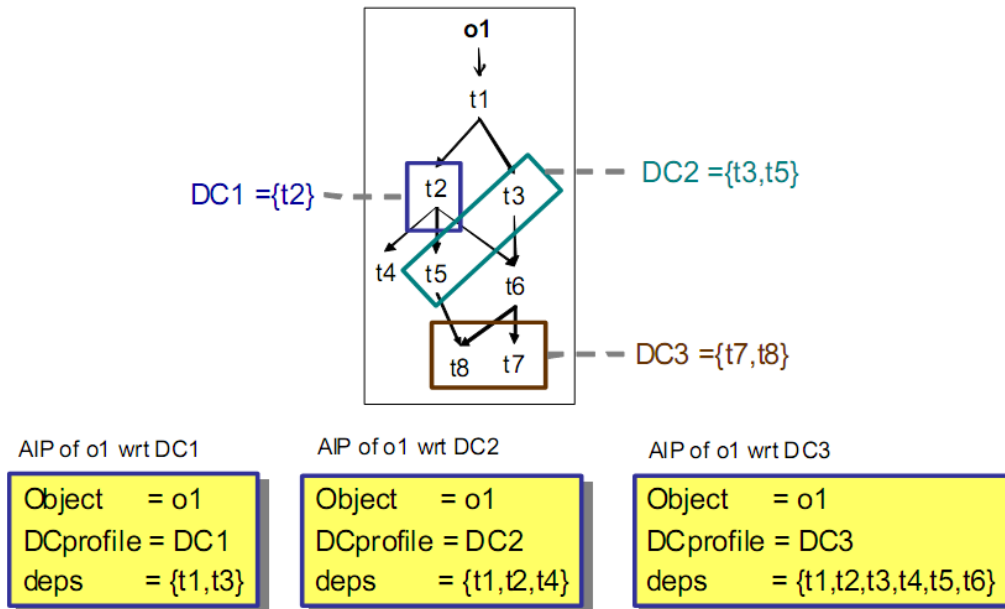 o1
t1
DC1 ={t2}
t2
t3
DC2 ={t3,t5}
t4
t5
t6
t8
t7
DC3 ={t7,t8}
AIP of o1 wrt DC1
Object = o1
DCprofile = DC1
deps = {t1,t3}
AIP of o1 wrt DC2
Object = o1
DCprofile = DC2
deps = {t1,t2,t4}
AIP of o1 wrt DC3
Object = o1
DCprofile = DC3
deps = {t1,t2,t3,t4,t5,t6}